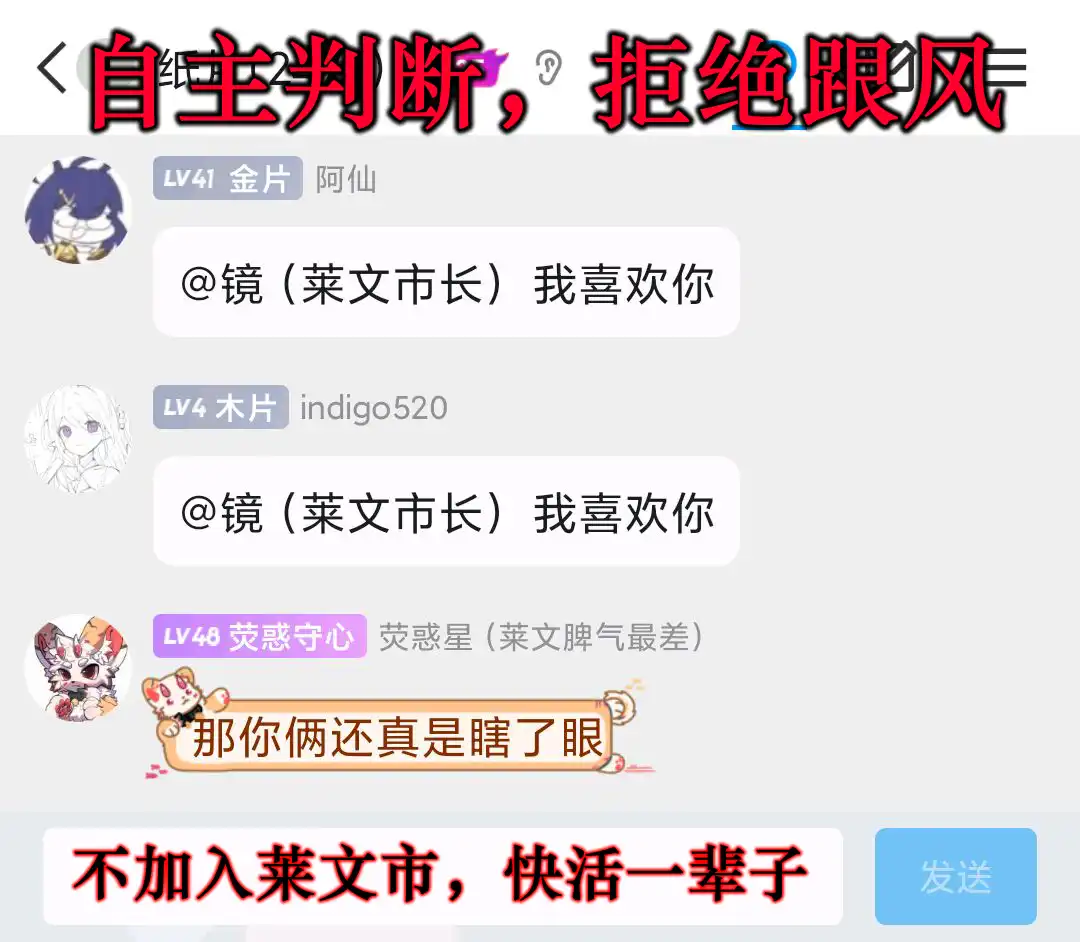 自主判断，拒绝跟风
LV41 金片 阿仙
@镜（莱文市长） 我喜欢你
LV4 木片 indigo520
@镜（莱文市长） 我喜欢你
LV48 荧惑守心 荧惑星（莱文脾气最差）
那你俩还真是瞎了眼
不加入莱文市，快活一辈子
发送